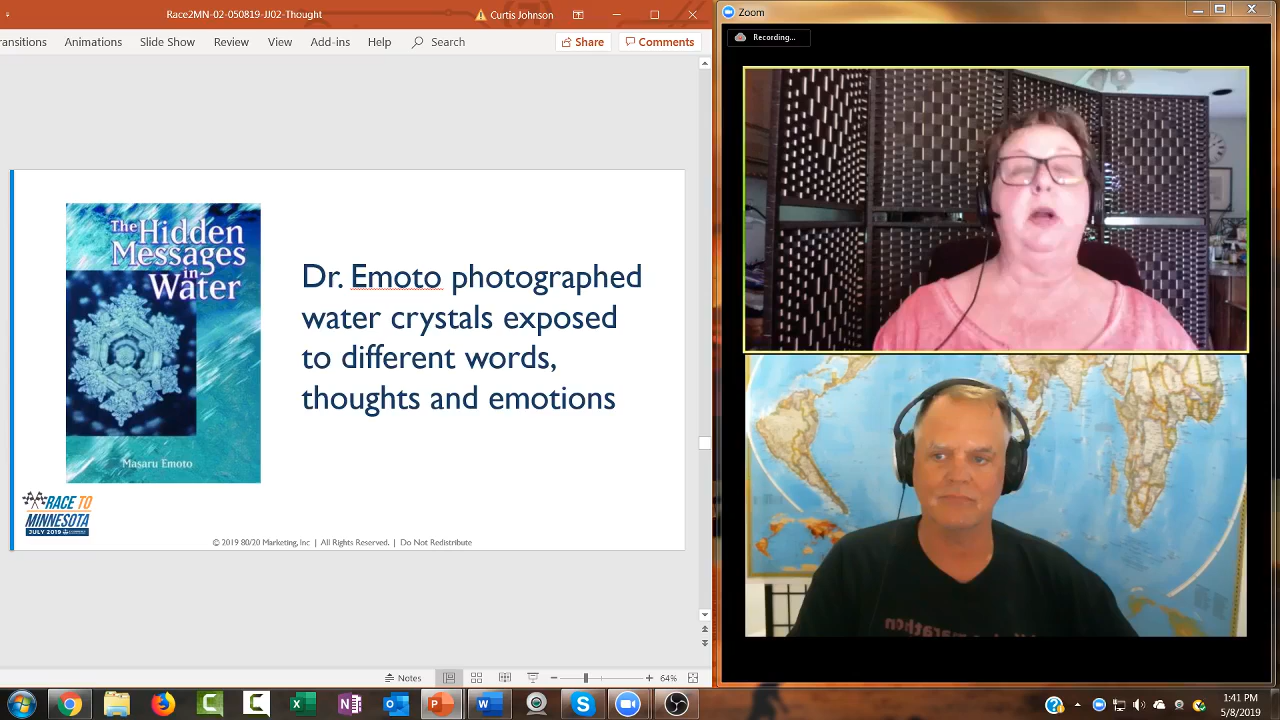 Race2MN-02-050819-JJ02-Thought
Curtis Johnson
ransitions Animations Slide Show Review View Add-ins Help Search Share Comments
The Hidden
Messages
in
Water
Masaru Emoto
Dr. Emoto photographed
water crystals exposed
to different words,
thoughts and emotions
RACE TO
MINNESOTA
JULY 2019
© 2019 80/20 Marketing, Inc | All Rights Reserved. | Do Not Redistribute
Notes
64%
Zoom
Recording...
marathon
1:41 PM
5/8/2019